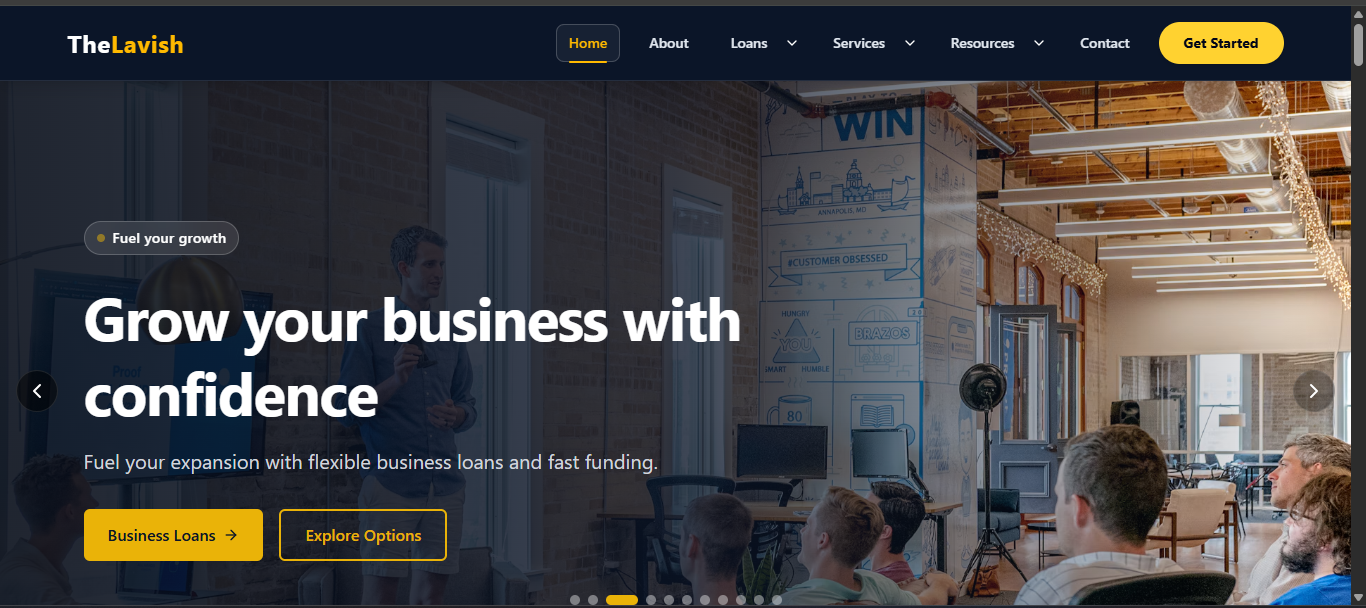 TheLavish
Home About Loans Services Resources Contact Get Started
WIN
ANNAPOLIS, MD
#CUSTOMER OBSESSED
HUNGRY
YOU
HUMBLE
BRAZOS
80
Fuel your growth
Proof
Grow your business with
confidence
Fuel your expansion with flexible business loans and fast funding.
Business Loans →
Explore Options